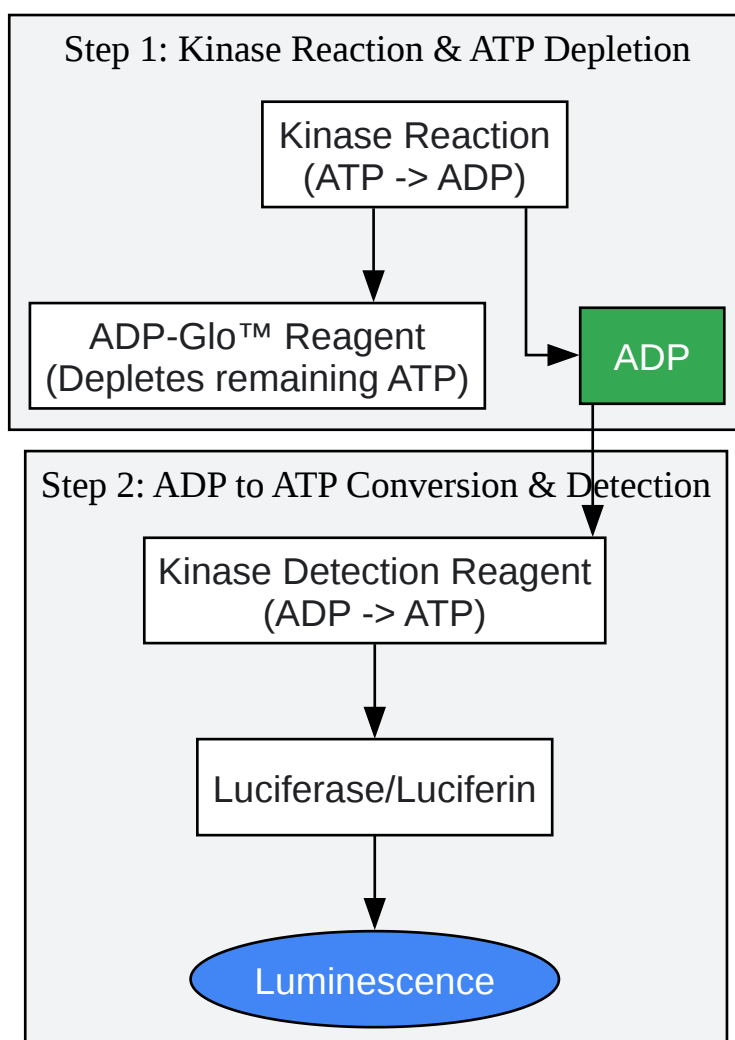 Step 1: Kinase Reaction & ATP Depletion
Kinase Reaction
(ATP -> ADP)
ADP-Glo™ Reagent
(Depletes remaining ATP)
ADP
Step 2: ADP to ATP Conversion & Detection
Kinase Detection Reagent
(ADP -> ATP)
Luciferase/Luciferin
Luminescence